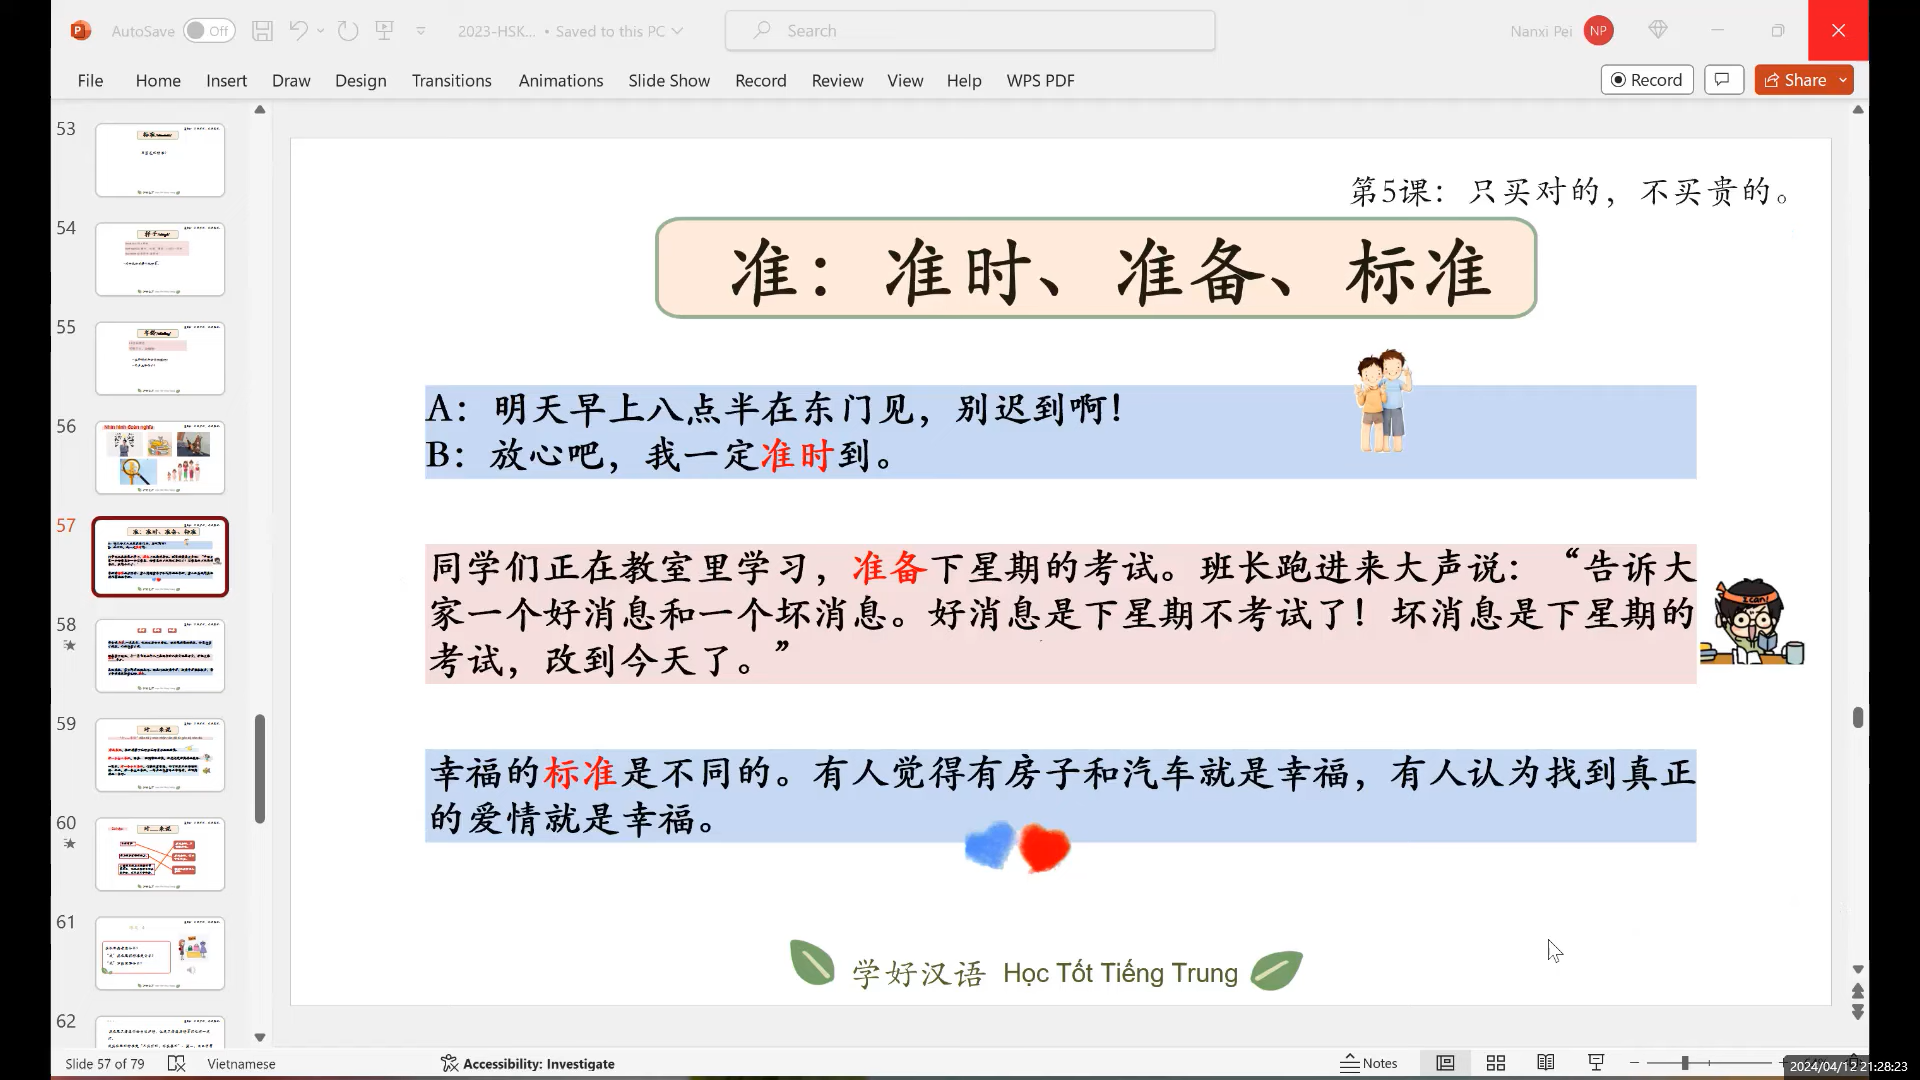 AutoSave Off 2023-HSK... • Saved to this PC Search Nanxi Pei NP
File Home Insert Draw Design Transitions Animations Slide Show Record Review View Help WPS PDF Record Share
53
54
55
56
57
58
59
60
61
62
第5课：只买对的，不买贵的。
准：准时、准备、标准
A：明天早上八点半在东门见，别迟到啊！
B：放心吧，我一定准时到。
同学们正在教室里学习，准备下星期的考试。班长跑进来大声说：“告诉大
家一个好消息和一个坏消息。好消息是下星期不考试了！坏消息是下星期的
考试，改到今天了。”
幸福的标准是不同的。有人觉得有房子和汽车就是幸福，有人认为找到真正
的爱情就是幸福。
学好汉语 Học Tốt Tiếng Trung
Slide 57 of 79 Vietnamese Accessibility: Investigate Notes
2024/04/12 21:28:23